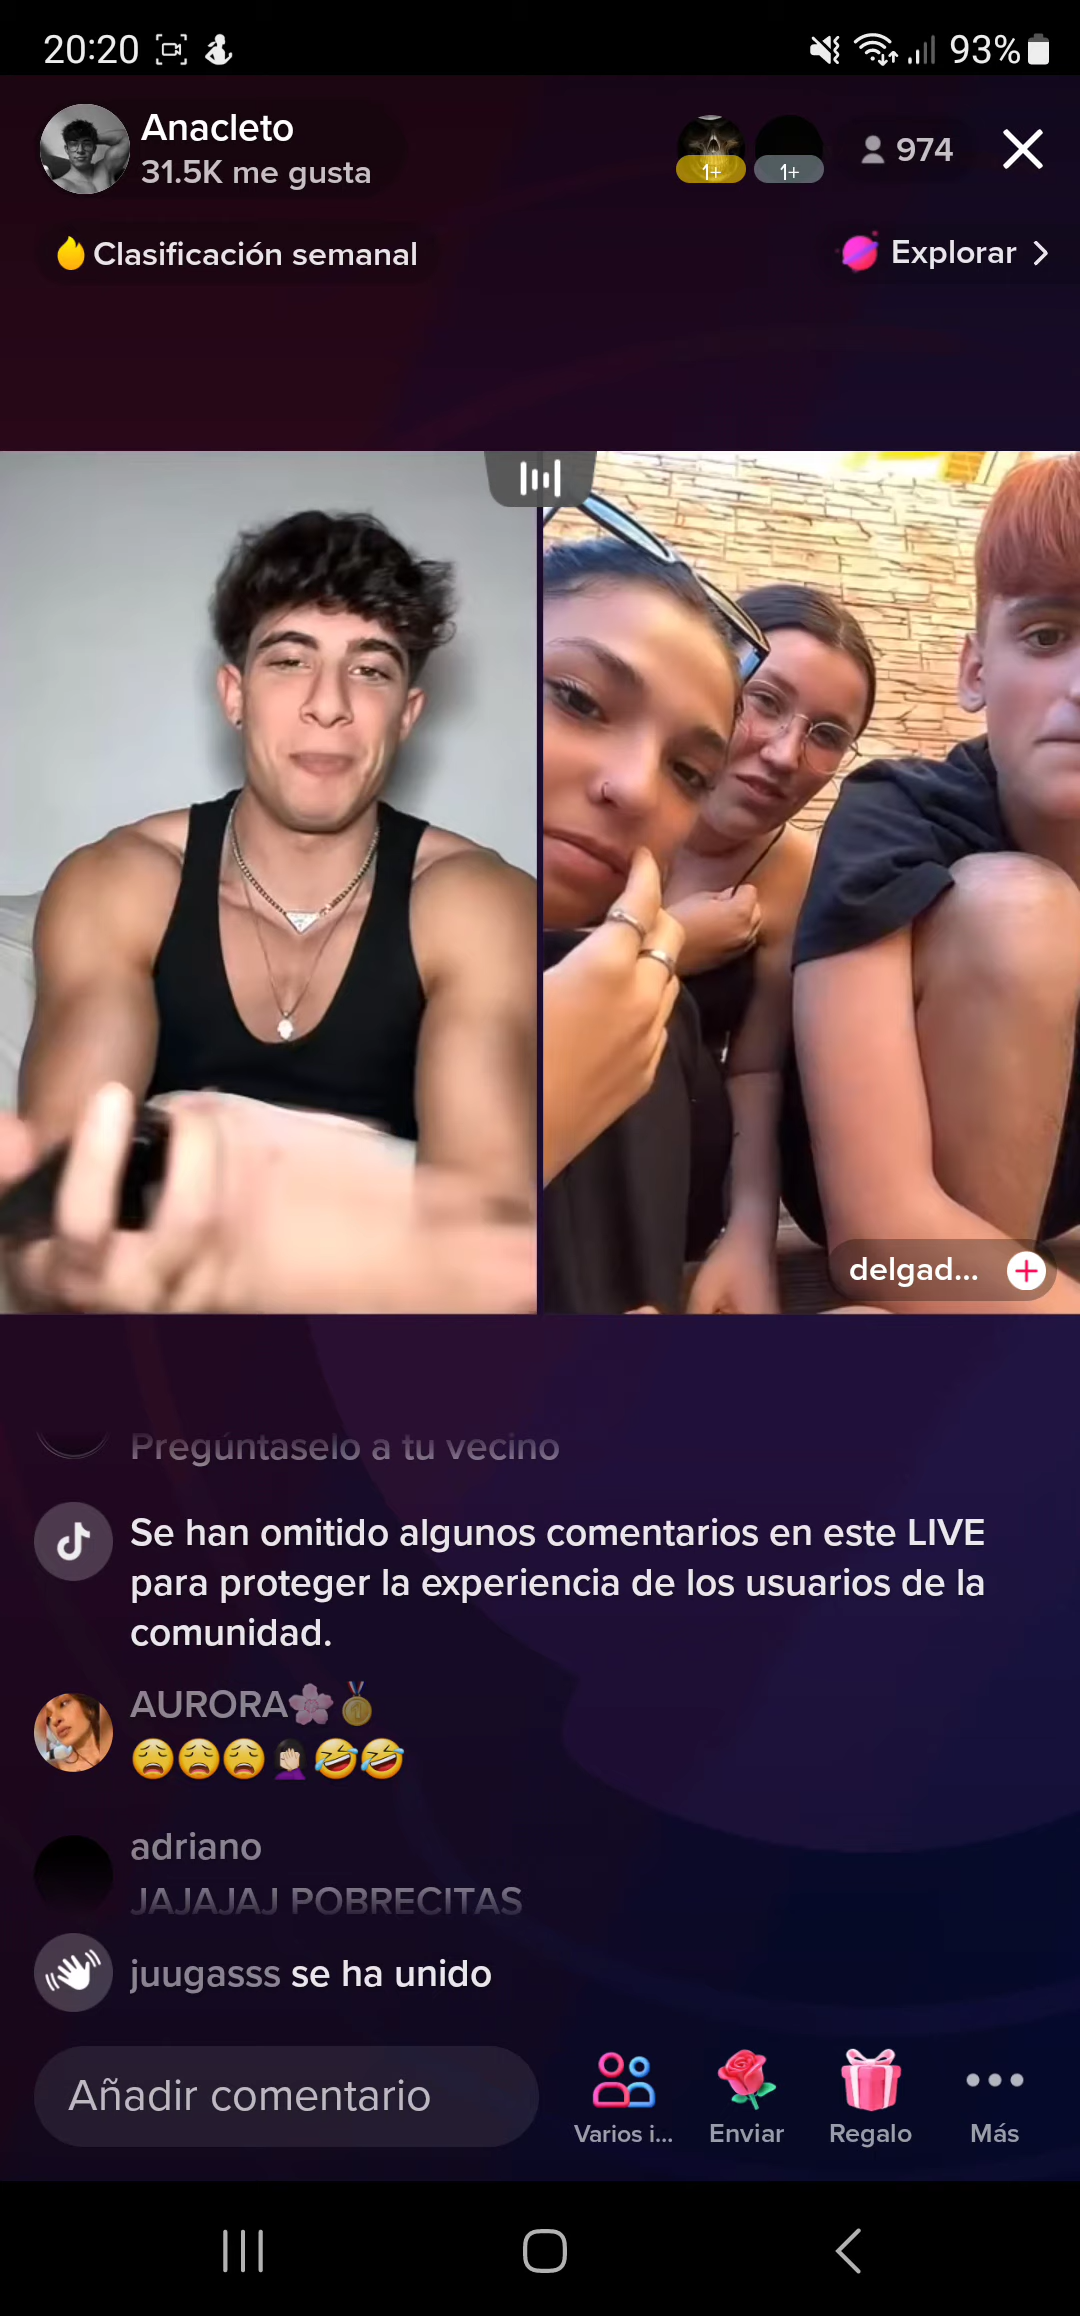 20:20
93%
Anacleto
31.5K me gusta
1+
1+
974
Clasificación semanal
Explorar
delgad...
Pregúntaselo a tu vecino
Se han omitido algunos comentarios en este LIVE
para proteger la experiencia de los usuarios de la
comunidad.
AURORA🌸🏅
😩😩😩🤦🏻‍♀️🤣🤣
adriano
JAJAJAJ POBRECITAS
juugasss se ha unido
Añadir comentario
Varios i...
Enviar
Regalo
Más